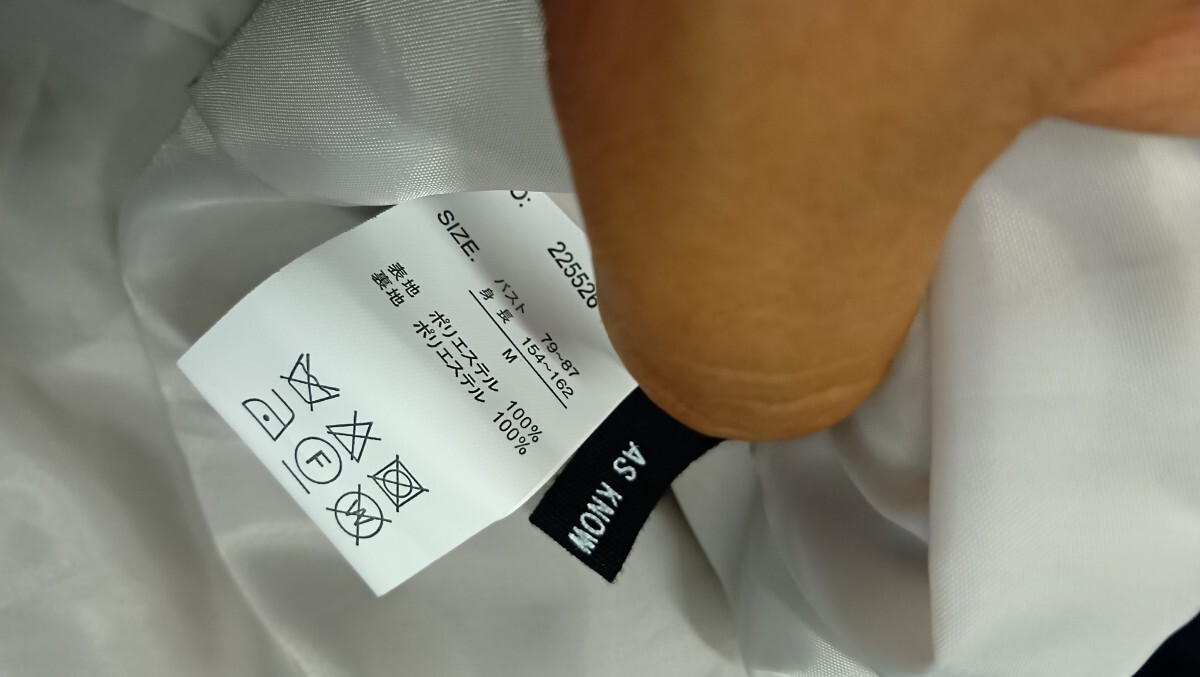 O:
225526
SIZE.
バスト 79~87
身長 154~162
M
表地 ポリエステル 100%
裏地 ポリエステル 100%
F
W
AS KNOW